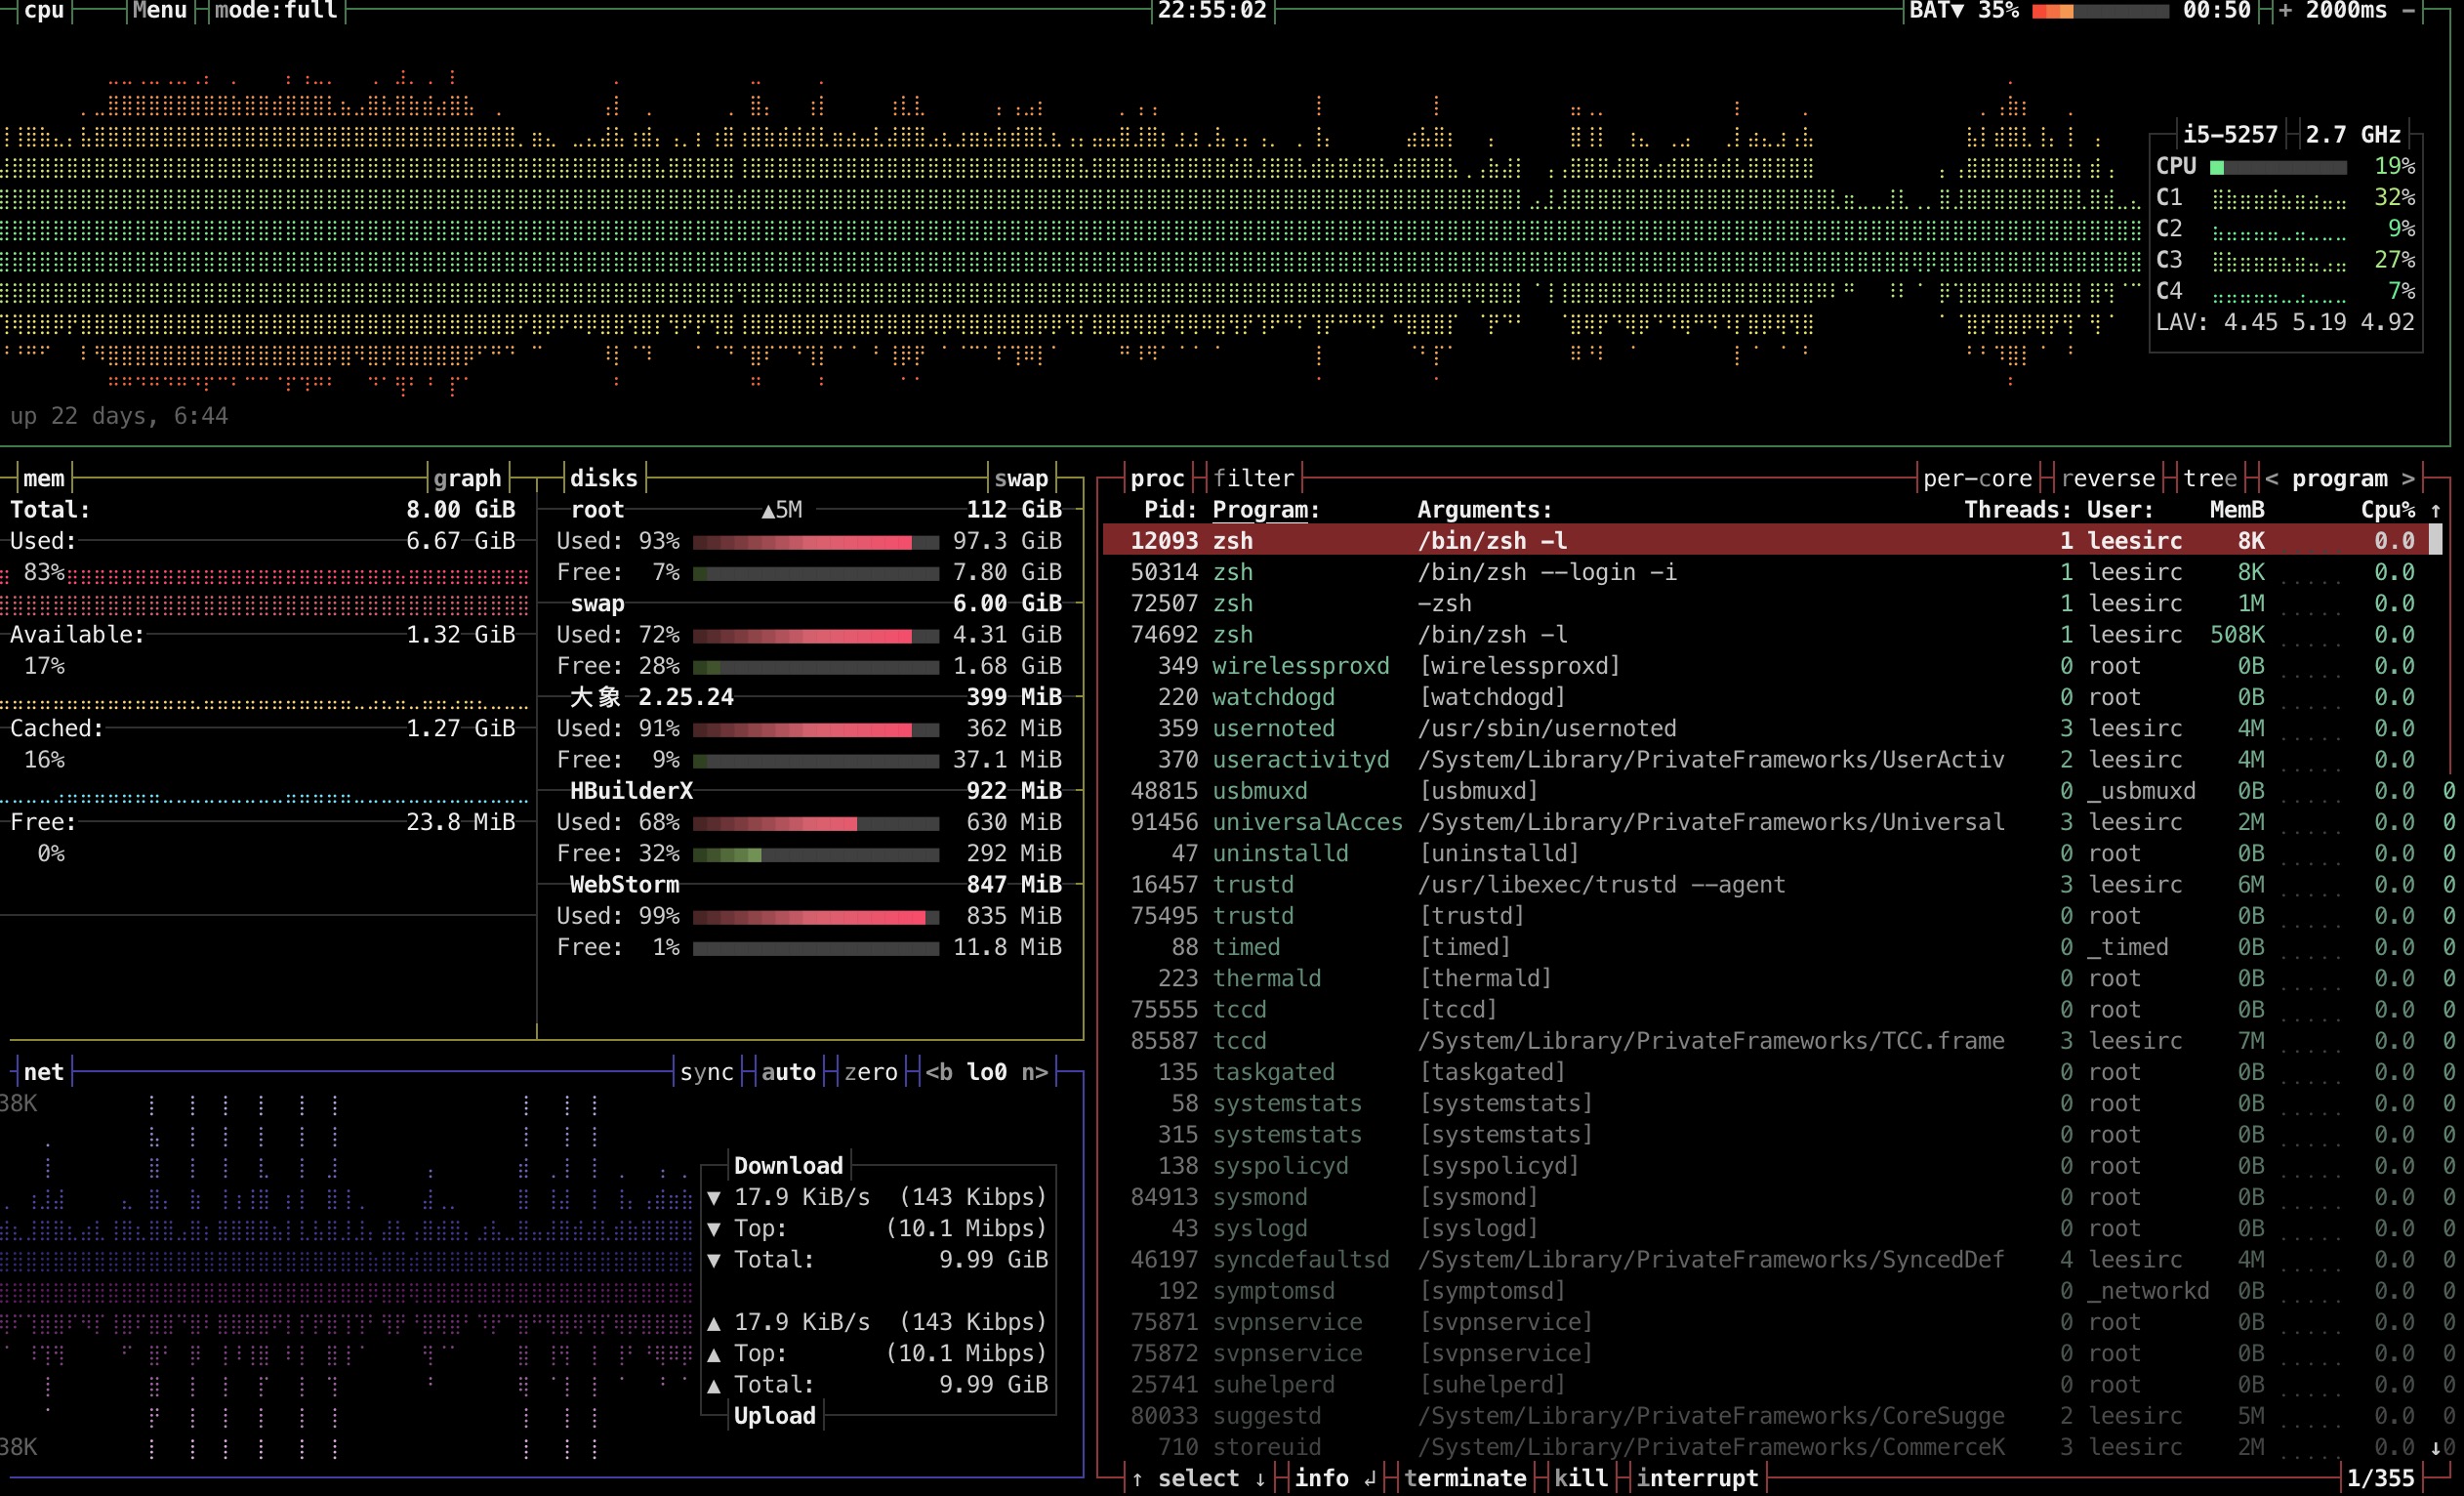 cpu Menu mode:full 22:55:02 BAT▼ 35% 00:50 + 2000ms -
i5-5257 2.7 GHz
CPU 19%
C1 32%
C2 9%
C3 27%
C4 7%
LAV: 4.45 5.19 4.92
up 22 days, 6:44
mem graph
Total: 8.00 GiB
Used: 6.67 GiB
83%
Available: 1.32 GiB
17%
Cached: 1.27 GiB
16%
Free: 23.8 MiB
0%
disks swap
root ▲5M 112 GiB
Used: 93% 97.3 GiB
Free: 7% 7.80 GiB
swap 6.00 GiB
Used: 72% 4.31 GiB
Free: 28% 1.68 GiB
大象 2.25.24 399 MiB
Used: 91% 362 MiB
Free: 9% 37.1 MiB
HBuilderX 922 MiB
Used: 68% 630 MiB
Free: 32% 292 MiB
WebStorm 847 MiB
Used: 99% 835 MiB
Free: 1% 11.8 MiB
net sync auto zero <b lo0 n>
38K
Download
▼ 17.9 KiB/s (143 Kibps)
▼ Top: (10.1 Mibps)
▼ Total: 9.99 GiB
▲ 17.9 KiB/s (143 Kibps)
▲ Top: (10.1 Mibps)
▲ Total: 9.99 GiB
Upload
38K
proc filter per-core reverse tree < program >
Pid: Program: Arguments: Threads: User: MemB Cpu% ↑
12093 zsh /bin/zsh -l 1 leesirc 8K 0.0
50314 zsh /bin/zsh --login -i 1 leesirc 8K 0.0
72507 zsh -zsh 1 leesirc 1M 0.0
74692 zsh /bin/zsh -l 1 leesirc 508K 0.0
349 wirelessproxd [wirelessproxd] 0 root 0B 0.0
220 watchdogd [watchdogd] 0 root 0B 0.0
359 usernoted /usr/sbin/usernoted 3 leesirc 4M 0.0
370 useractivityd /System/Library/PrivateFrameworks/UserActiv 2 leesirc 4M 0.0
48815 usbmuxd [usbmuxd] 0 _usbmuxd 0B 0.0 0
91456 universalAcces /System/Library/PrivateFrameworks/Universal 3 leesirc 2M 0.0 0
47 uninstalld [uninstalld] 0 root 0B 0.0 0
16457 trustd /usr/libexec/trustd --agent 3 leesirc 6M 0.0 0
75495 trustd [trustd] 0 root 0B 0.0 0
88 timed [timed] 0 _timed 0B 0.0 0
223 thermald [thermald] 0 root 0B 0.0 0
75555 tccd [tccd] 0 root 0B 0.0 0
85587 tccd /System/Library/PrivateFrameworks/TCC.frame 3 leesirc 7M 0.0 0
135 taskgated [taskgated] 0 root 0B 0.0 0
58 systemstats [systemstats] 0 root 0B 0.0 0
315 systemstats [systemstats] 0 root 0B 0.0 0
138 syspolicyd [syspolicyd] 0 root 0B 0.0 0
84913 sysmond [sysmond] 0 root 0B 0.0 0
43 syslogd [syslogd] 0 root 0B 0.0 0
46197 syncdefaultsd /System/Library/PrivateFrameworks/SyncedDef 4 leesirc 4M 0.0 0
192 symptomsd [symptomsd] 0 _networkd 0B 0.0 0
75871 svpnservice [svpnservice] 0 root 0B 0.0 0
75872 svpnservice [svpnservice] 0 root 0B 0.0 0
25741 suhelperd [suhelperd] 0 root 0B 0.0 0
80033 suggestd /System/Library/PrivateFrameworks/CoreSugge 2 leesirc 5M 0.0 0
710 storeuid /System/Library/PrivateFrameworks/CommerceK 3 leesirc 2M 0.0 ↓0
↑ select ↓ info ↲ terminate kill interrupt 1/355